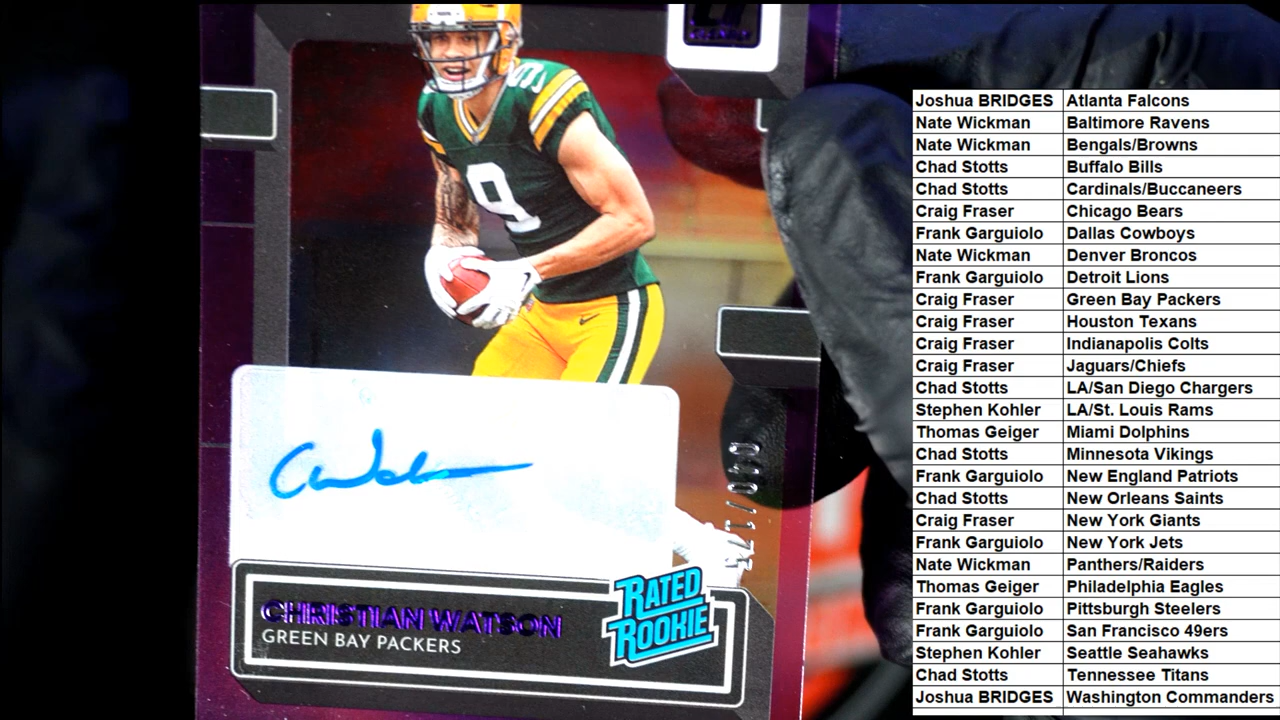 9
9
Christian Watson
GREEN BAY PACKERS
RATED
ROOKIE
Joshua BRIDGES Atlanta Falcons
Nate Wickman Baltimore Ravens
Nate Wickman Bengals/Browns
Chad Stotts Buffalo Bills
Chad Stotts Cardinals/Buccaneers
Craig Fraser Chicago Bears
Frank Garguiolo Dallas Cowboys
Nate Wickman Denver Broncos
Frank Garguiolo Detroit Lions
Craig Fraser Green Bay Packers
Craig Fraser Houston Texans
Craig Fraser Indianapolis Colts
Craig Fraser Jaguars/Chiefs
Chad Stotts LA/San Diego Chargers
Stephen Kohler LA/St. Louis Rams
Thomas Geiger Miami Dolphins
Chad Stotts Minnesota Vikings
Frank Garguiolo New England Patriots
Chad Stotts New Orleans Saints
Craig Fraser New York Giants
Frank Garguiolo New York Jets
Nate Wickman Panthers/Raiders
Thomas Geiger Philadelphia Eagles
Frank Garguiolo Pittsburgh Steelers
Frank Garguiolo San Francisco 49ers
Stephen Kohler Seattle Seahawks
Chad Stotts Tennessee Titans
Joshua BRIDGES Washington Commanders